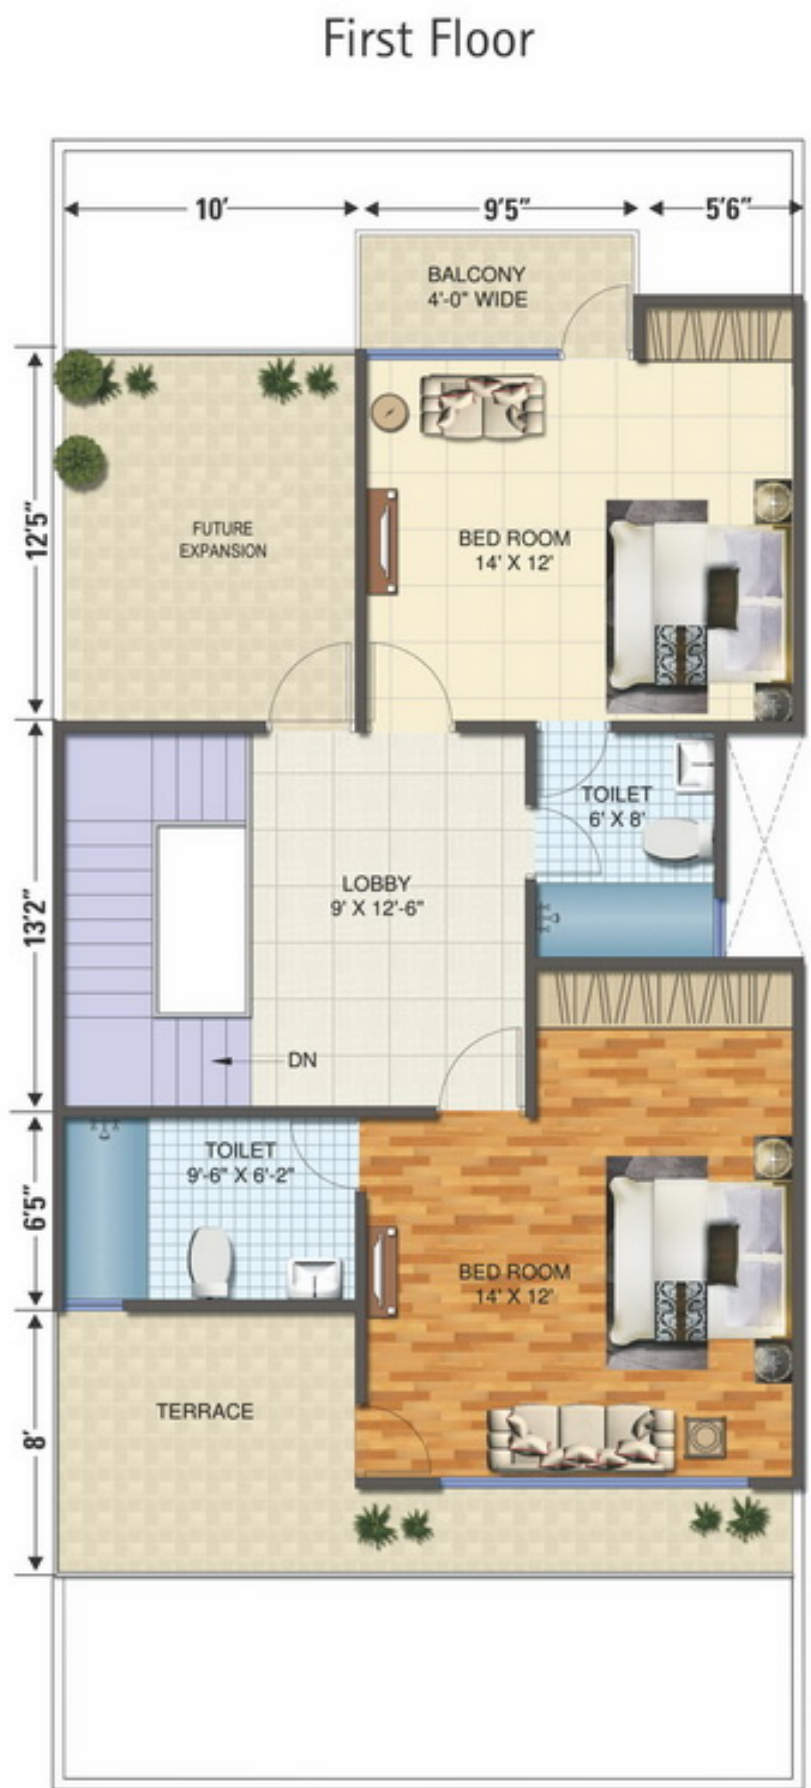 First Floor
10' 9'5" 5'6"
BALCONY
4'-0" WIDE
12'5"
FUTURE
EXPANSION
BED ROOM
14' X 12'
TOILET
6' X 8'
13'2"
LOBBY
9' X 12'-6"
DN
TOILET
9'-6" X 6'-2"
6'5"
BED ROOM
14' X 12'
TERRACE
8'